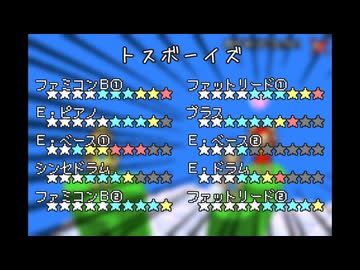 トスボーイズ
ファミコンB①
ファットリード①
E・ピアノ
ブラス
E・ベース①
E・ベース②
シンセドラム
E・ドラム
ファミコンB②
ファットリード②